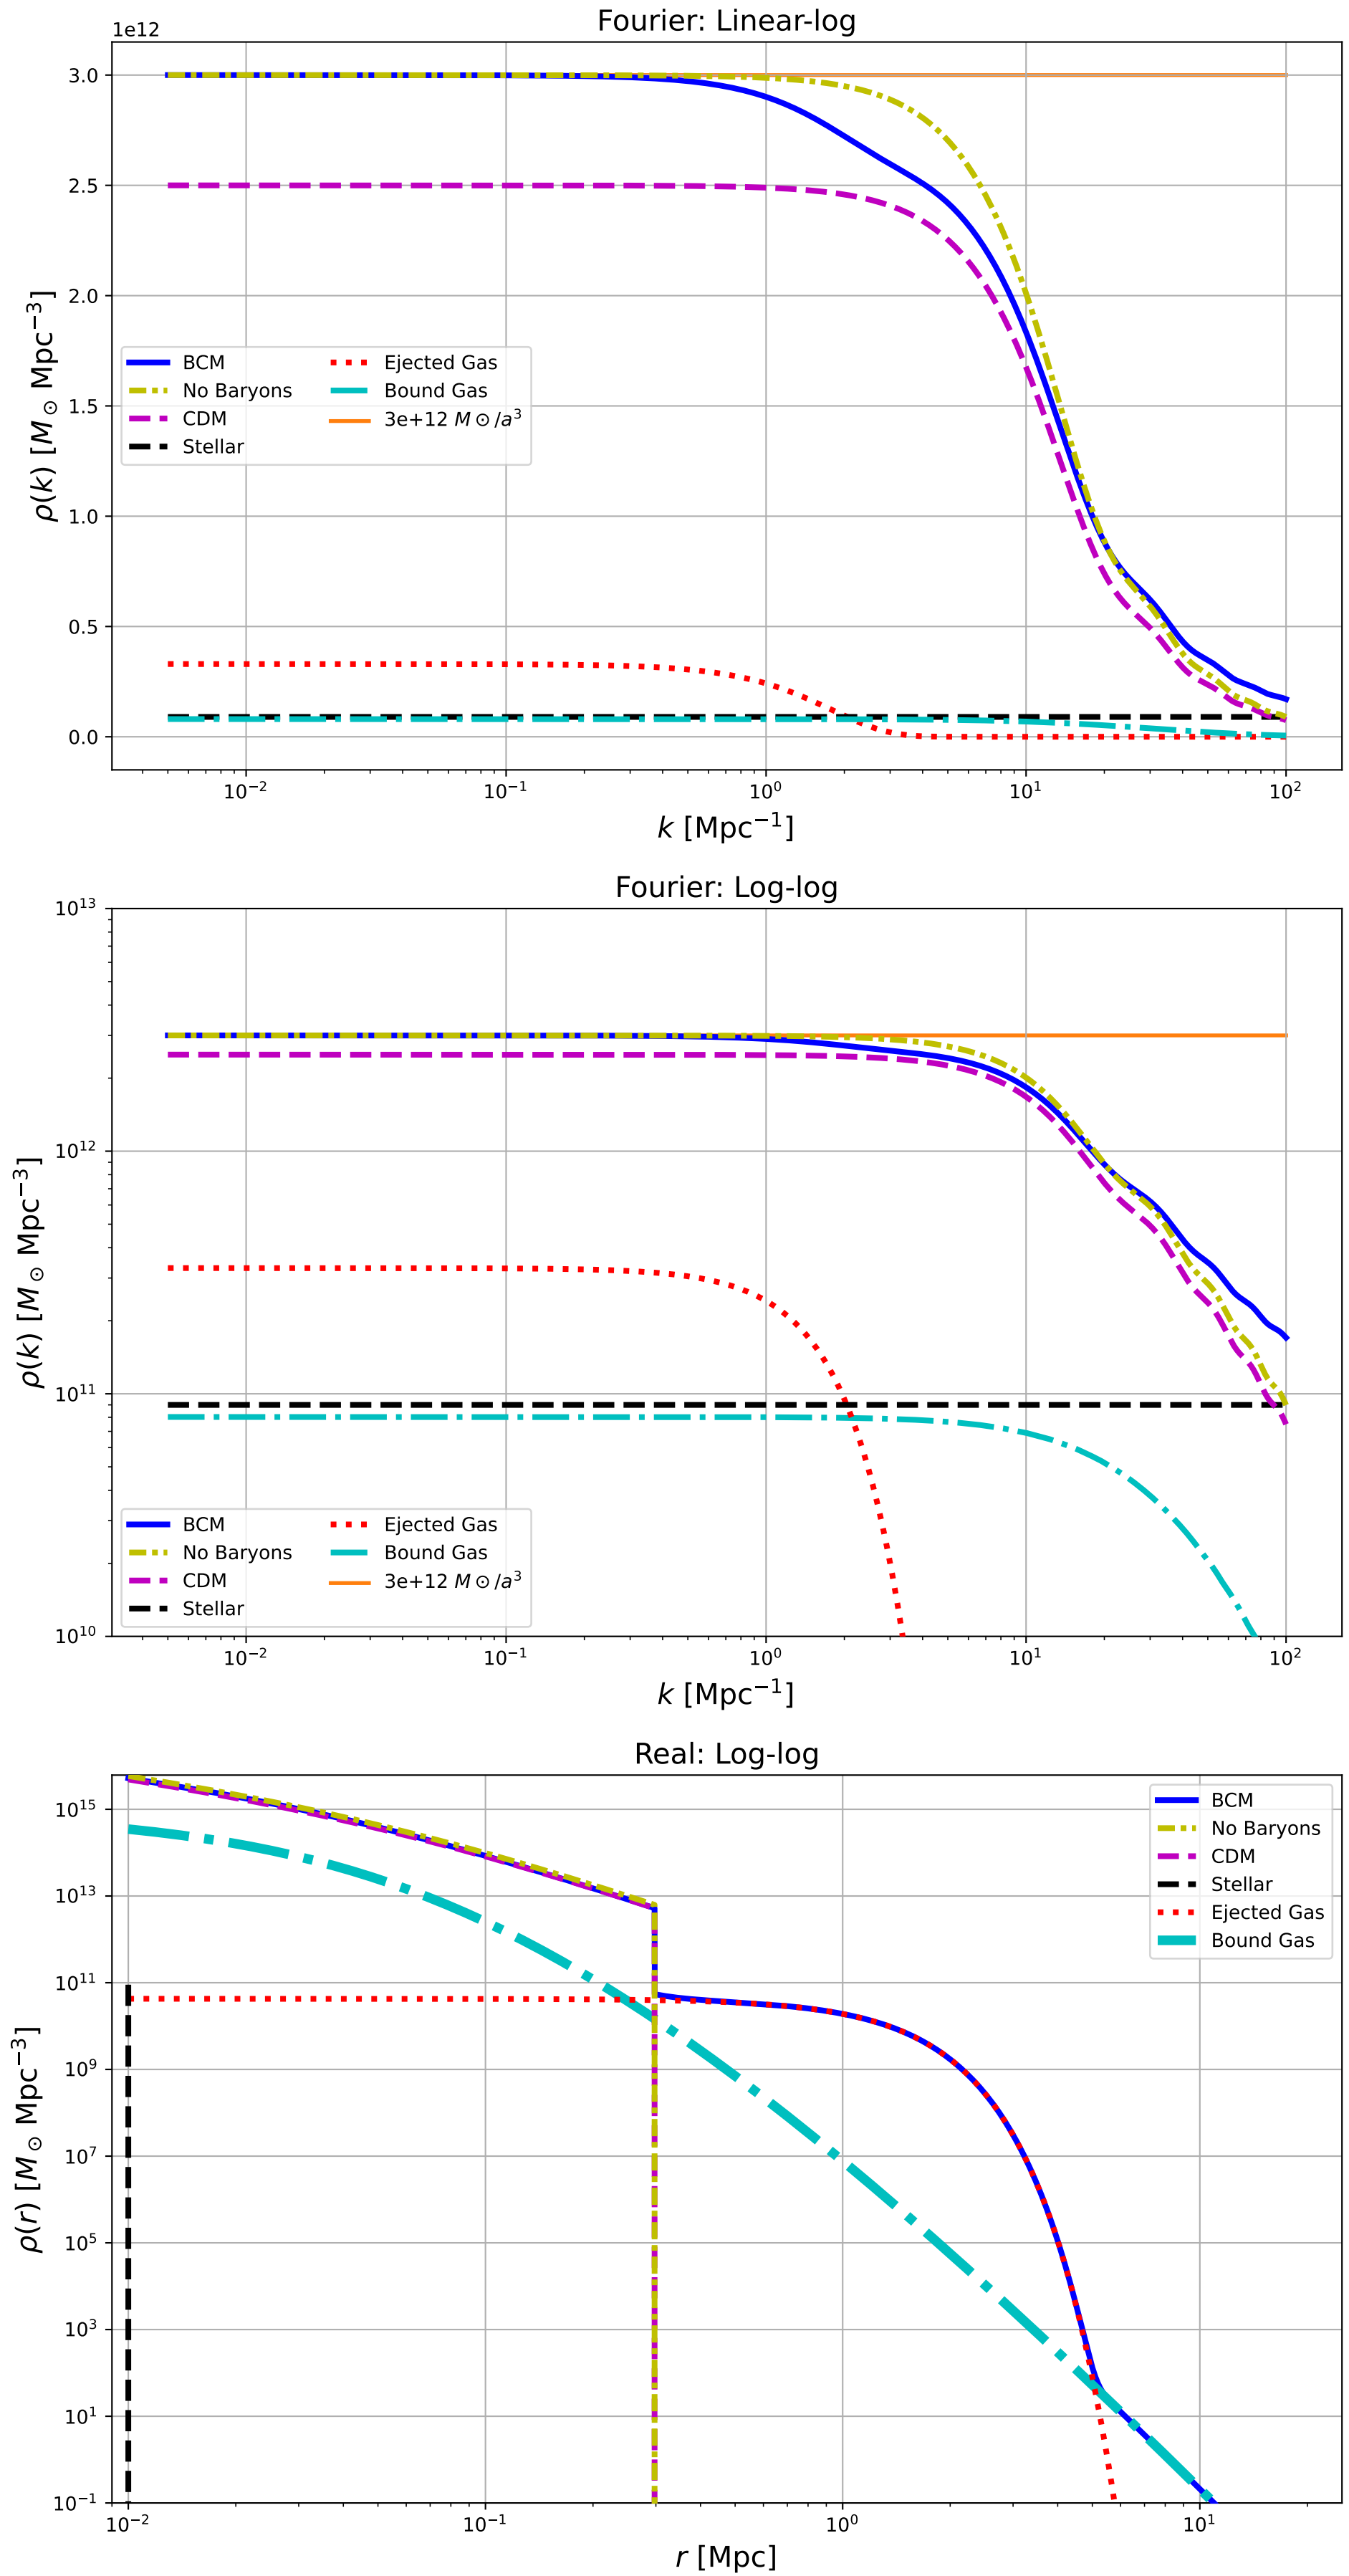 Fourier: Linear-log
1e12
3.0
2.5
2.0
1.5
1.0
0.5
0.0
ρ(k) [M⊙ Mpc⁻³]
BCM
No Baryons
CDM
Stellar
Ejected Gas
Bound Gas
3e+12 M⊙/a³
10⁻² 10⁻¹ 10⁰ 10¹ 10²
k [Mpc⁻¹]
Fourier: Log-log
10¹³
10¹²
10¹¹
10¹⁰
ρ(k) [M⊙ Mpc⁻³]
BCM
No Baryons
CDM
Stellar
Ejected Gas
Bound Gas
3e+12 M⊙/a³
10⁻² 10⁻¹ 10⁰ 10¹ 10²
k [Mpc⁻¹]
Real: Log-log
10¹⁵
10¹³
10¹¹
10⁹
10⁷
10⁵
10³
10¹
10⁻¹
ρ(r) [M⊙ Mpc⁻³]
BCM
No Baryons
CDM
Stellar
Ejected Gas
Bound Gas
10⁻² 10⁻¹ 10⁰ 10¹
r [Mpc]